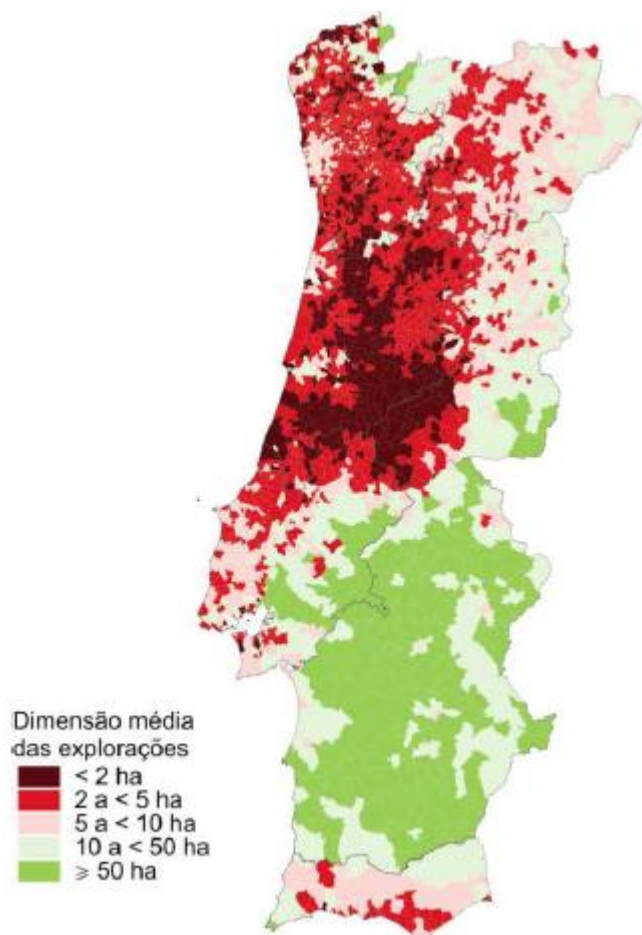 Dimensão média
das explorações
< 2 ha
2 a < 5 ha
5 a < 10 ha
10 a < 50 ha
⩾ 50 ha